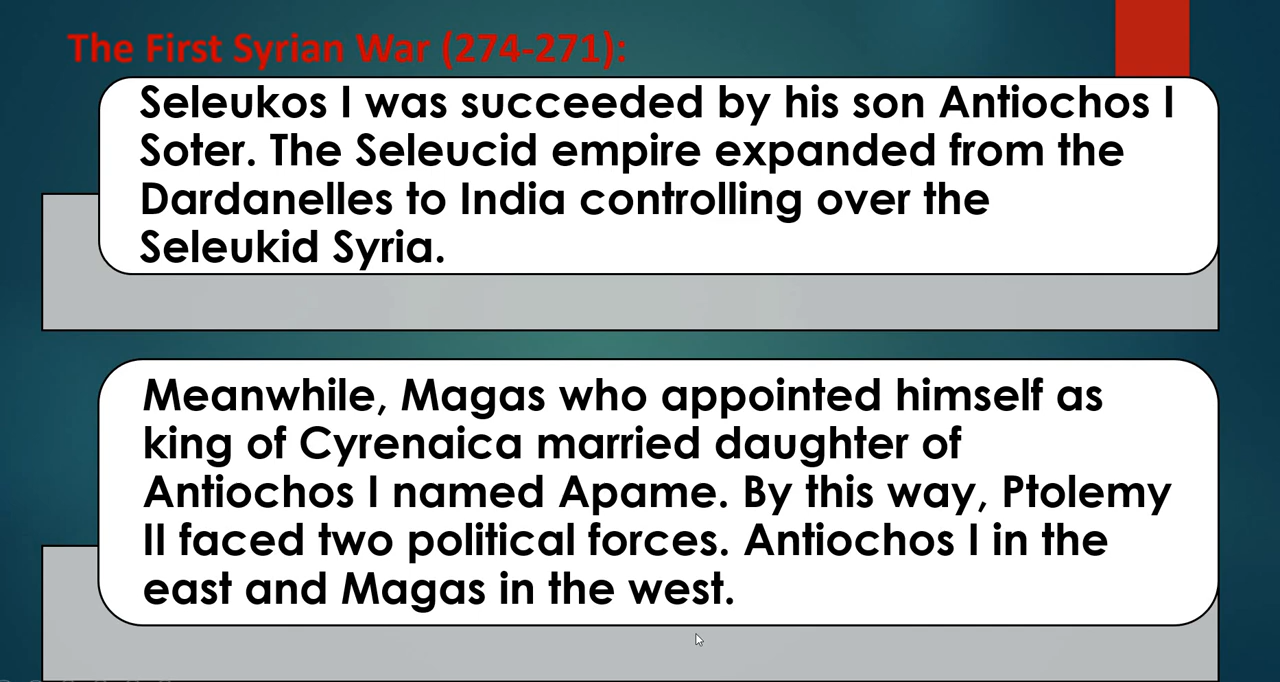 The First Syrian War (274-271):
Seleukos I was succeeded by his son Antiochos I
Soter. The Seleucid empire expanded from the
Dardanelles to India controlling over the
Seleukid Syria.
Meanwhile, Magas who appointed himself as
king of Cyrenaica married daughter of
Antiochos I named Apame. By this way, Ptolemy
II faced two political forces. Antiochos I in the
east and Magas in the west.